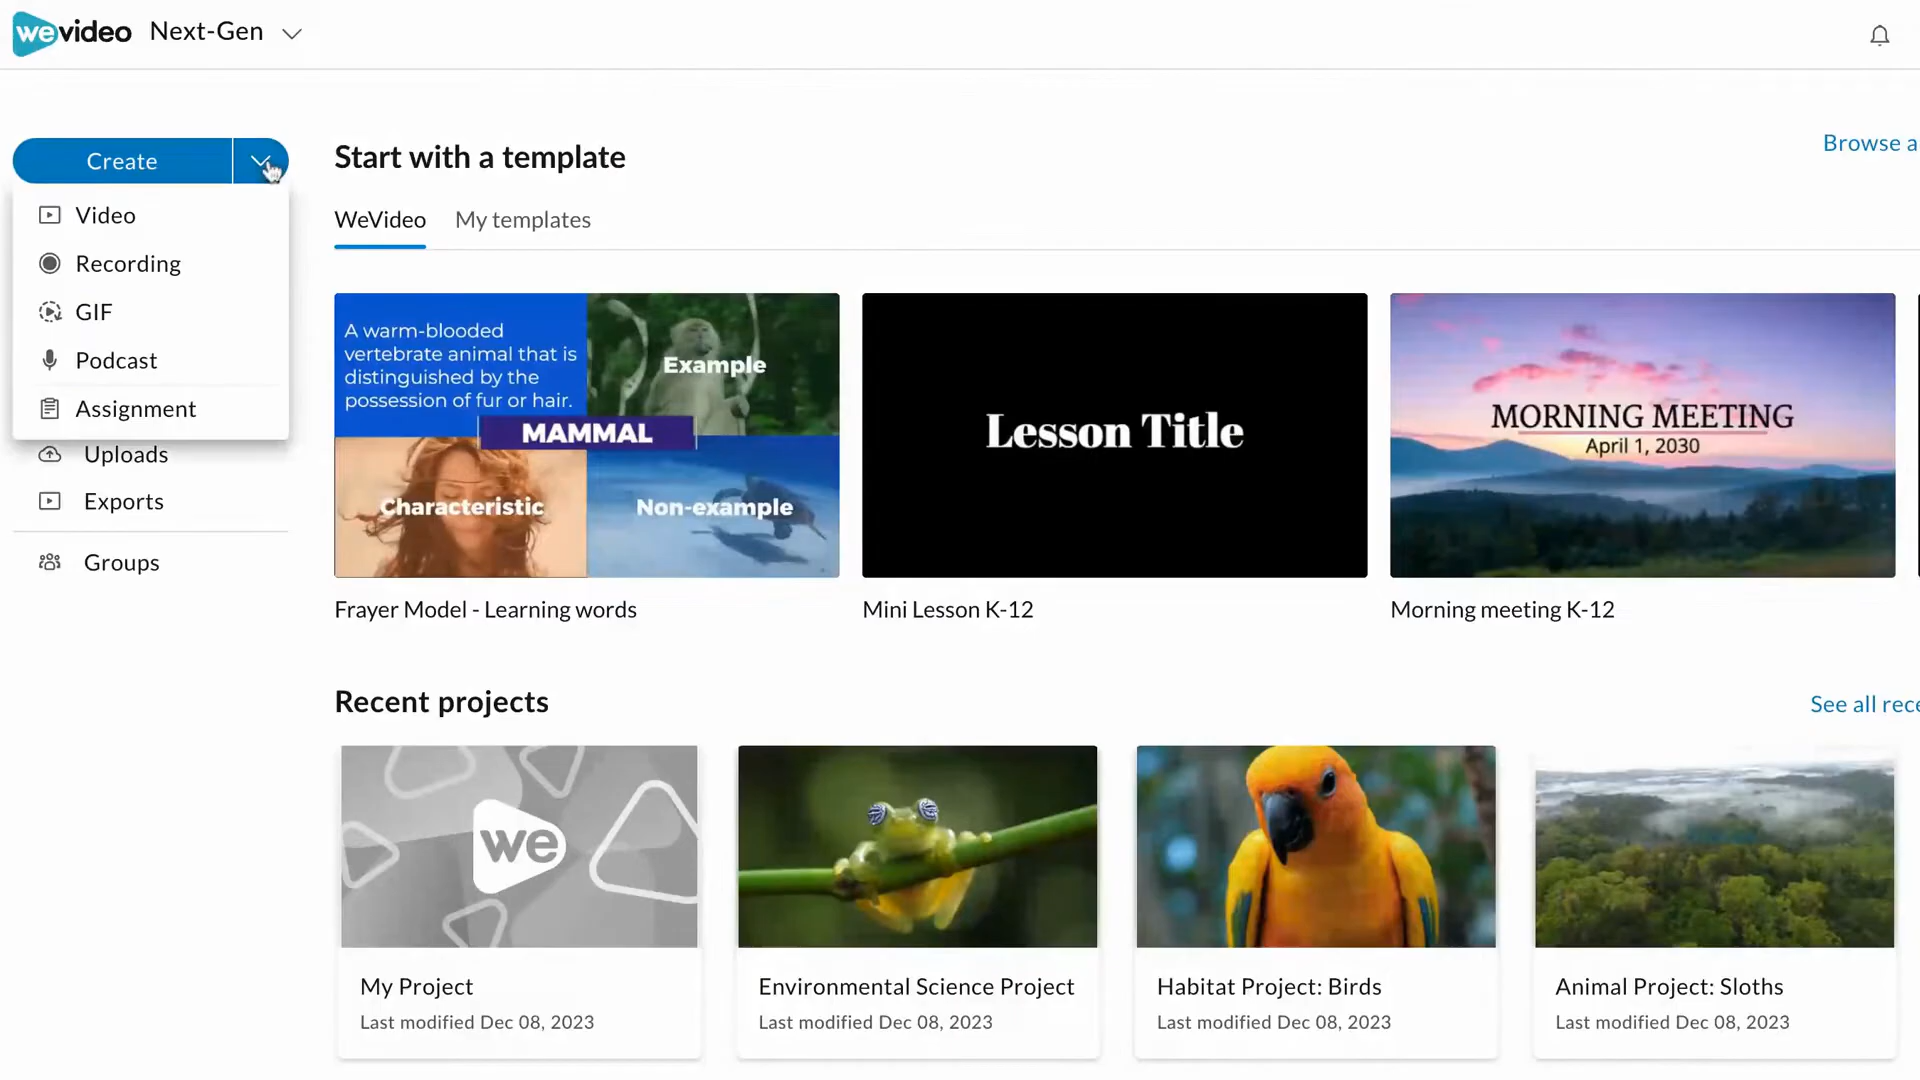 wevideo Next-Gen
Create
Video
Recording
GIF
Podcast
Assignment
Uploads
Exports
Groups
Start with a template
Browse a
WeVideo My templates
A warm-blooded
vertebrate animal that is
distinguished by the
possession of fur or hair.
Example
MAMMAL
Characteristic
Non-example
Frayer Model - Learning words
Lesson Title
Mini Lesson K-12
MORNING MEETING
April 1, 2030
Morning meeting K-12
Recent projects
See all rece
we
My Project
Last modified Dec 08, 2023
Environmental Science Project
Last modified Dec 08, 2023
Habitat Project: Birds
Last modified Dec 08, 2023
Animal Project: Sloths
Last modified Dec 08, 2023